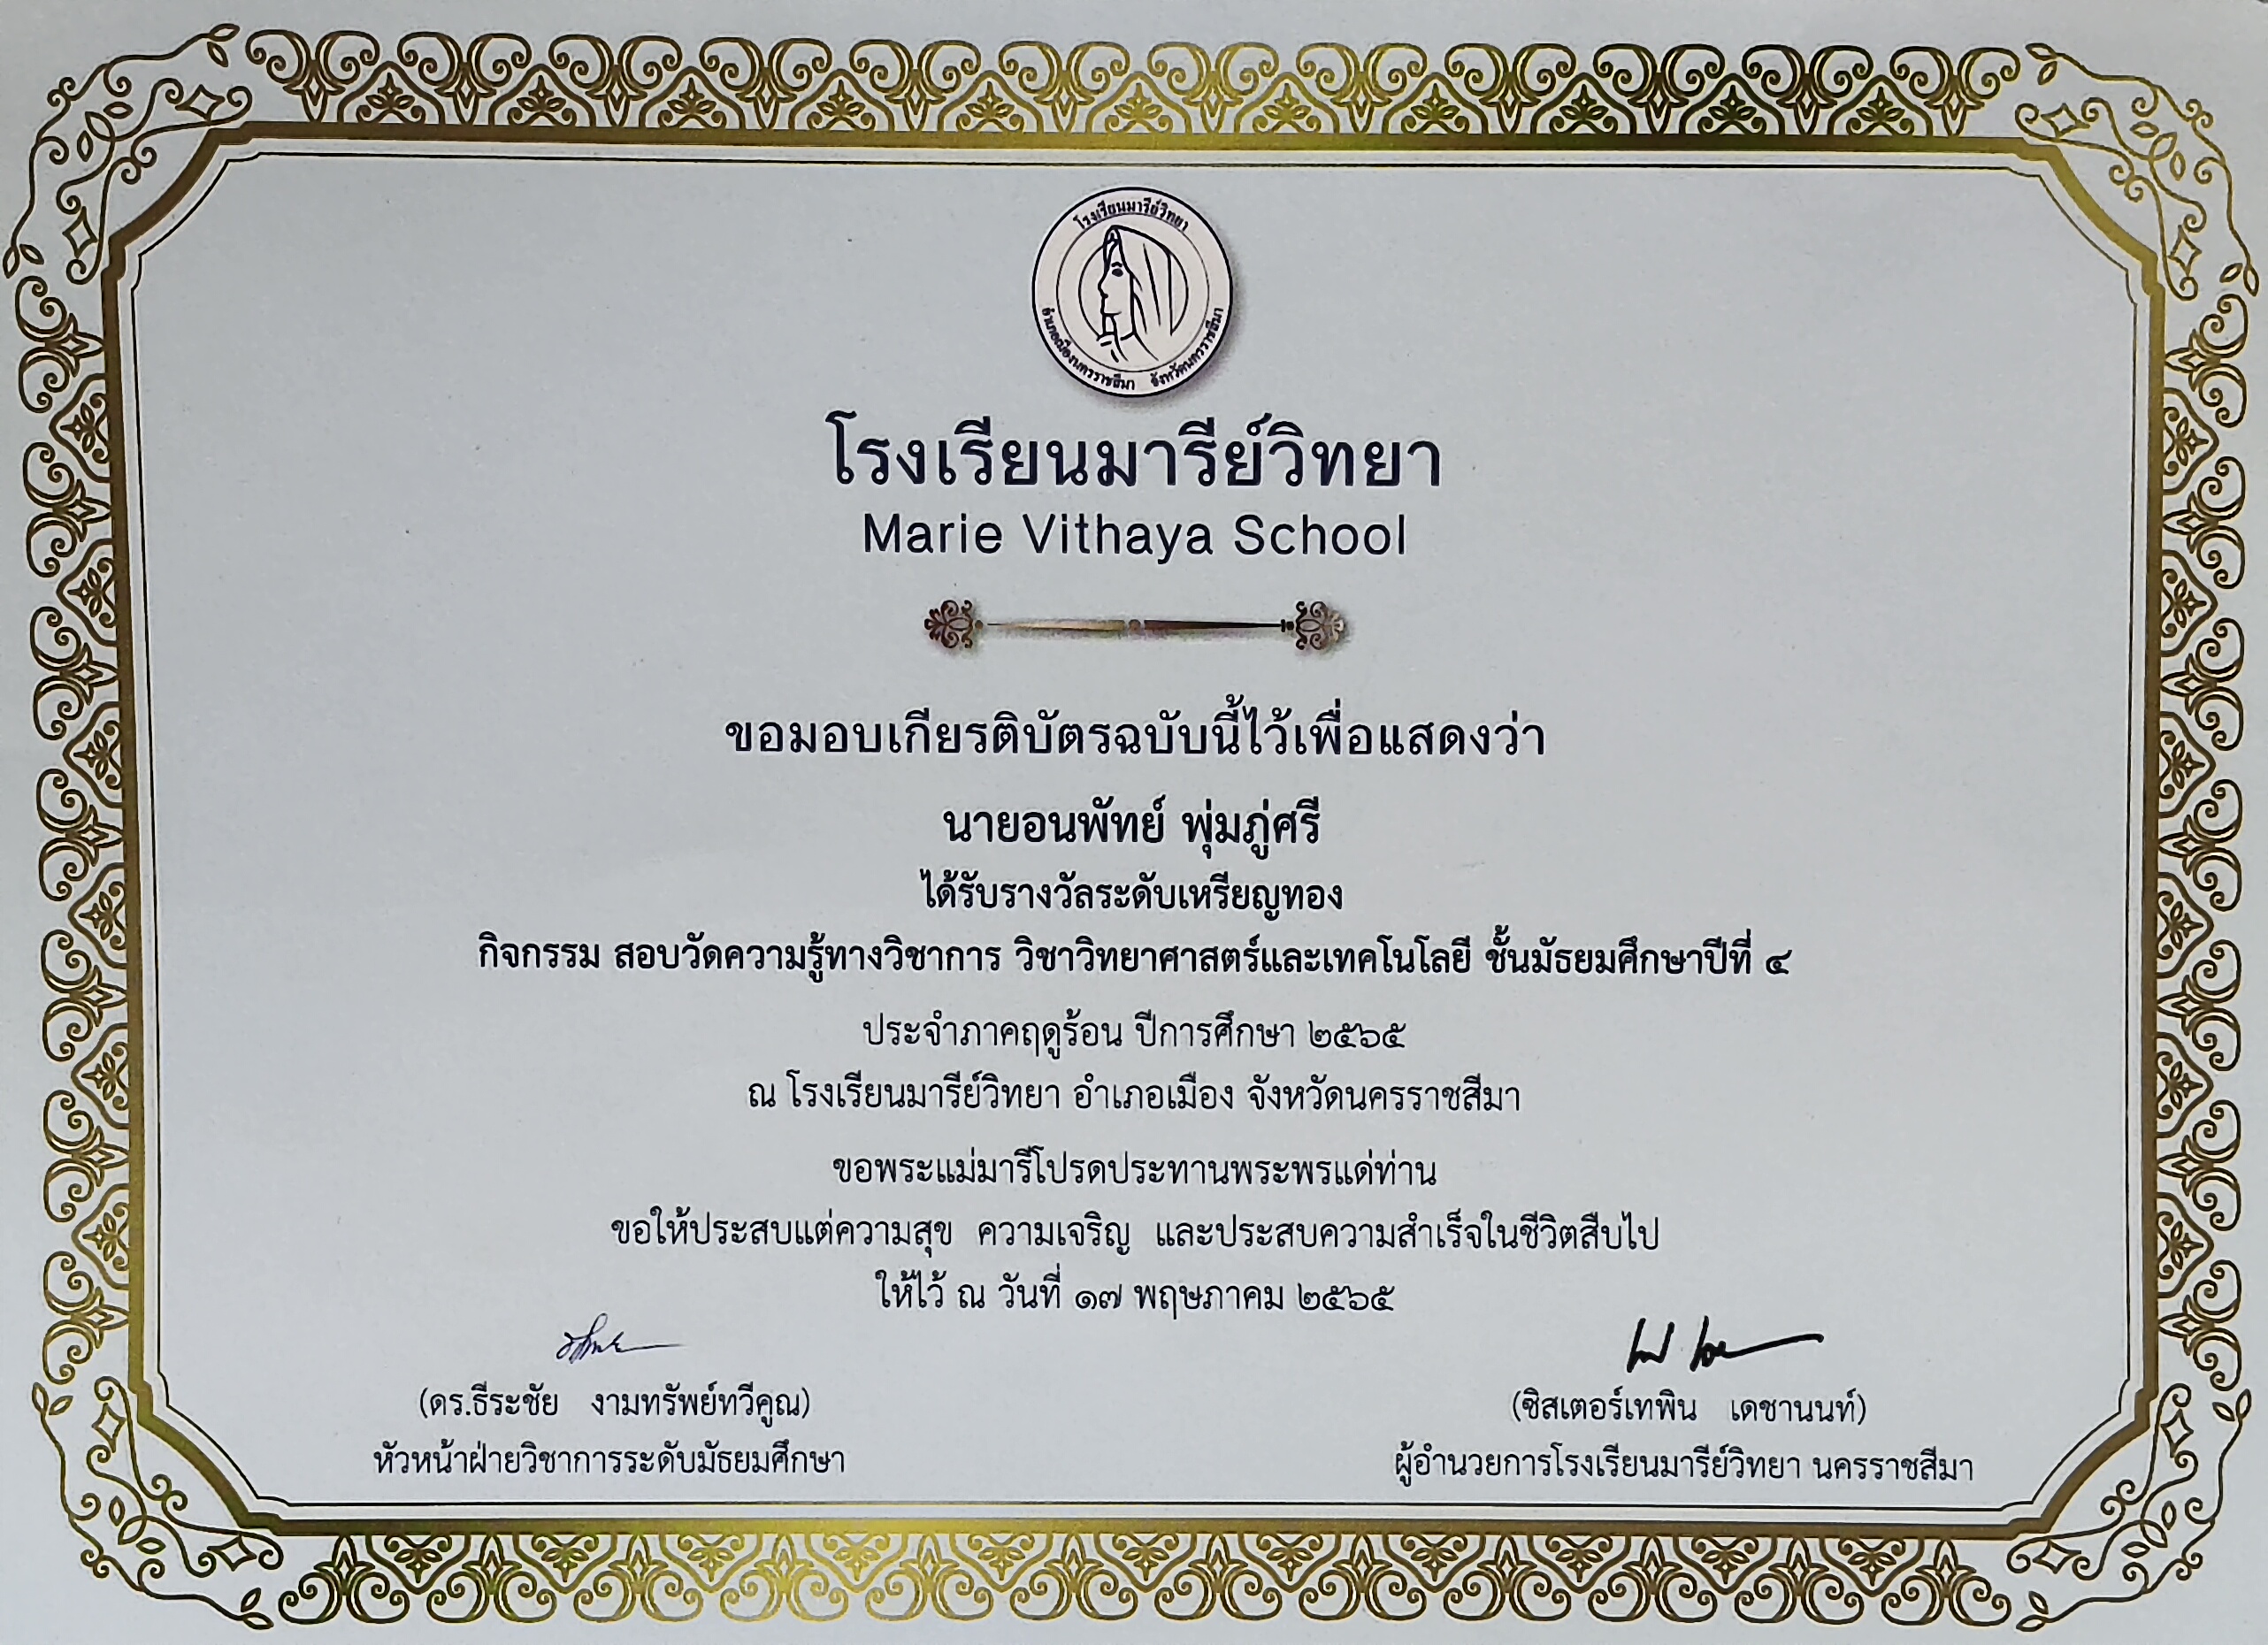 โรงเรียนมารีย์วิทยา
อำเภอเมืองนครราชสีมา จังหวัดนครราชสีมา
โรงเรียนมารีย์วิทยา
Marie Vithaya School
ขอมอบเกียรติบัตรฉบับนี้ไว้เพื่อแสดงว่า
นายอนพัทย์ พุ่มภู่ศรี
ได้รับรางวัลระดับเหรียญทอง
กิจกรรม สอบวัดความรู้ทางวิชาการ วิชาวิทยาศาสตร์และเทคโนโลยี ชั้นมัธยมศึกษาปีที่ ๔
ประจำภาคฤดูร้อน ปีการศึกษา ๒๕๖๕
ณ โรงเรียนมารีย์วิทยา อำเภอเมือง จังหวัดนครราชสีมา
ขอพระแม่มารีโปรดประทานพระพรแด่ท่าน
ขอให้ประสบแต่ความสุข ความเจริญ และประสบความสำเร็จในชีวิตสืบไป
ให้ไว้ ณ วันที่ ๑๗ พฤษภาคม ๒๕๖๕
(ดร.ธีระชัย งามทรัพย์ทวีคูณ)
หัวหน้าฝ่ายวิชาการระดับมัธยมศึกษา
(ซิสเตอร์เทพิน เดชานนท์)
ผู้อำนวยการโรงเรียนมารีย์วิทยา นครราชสีมา